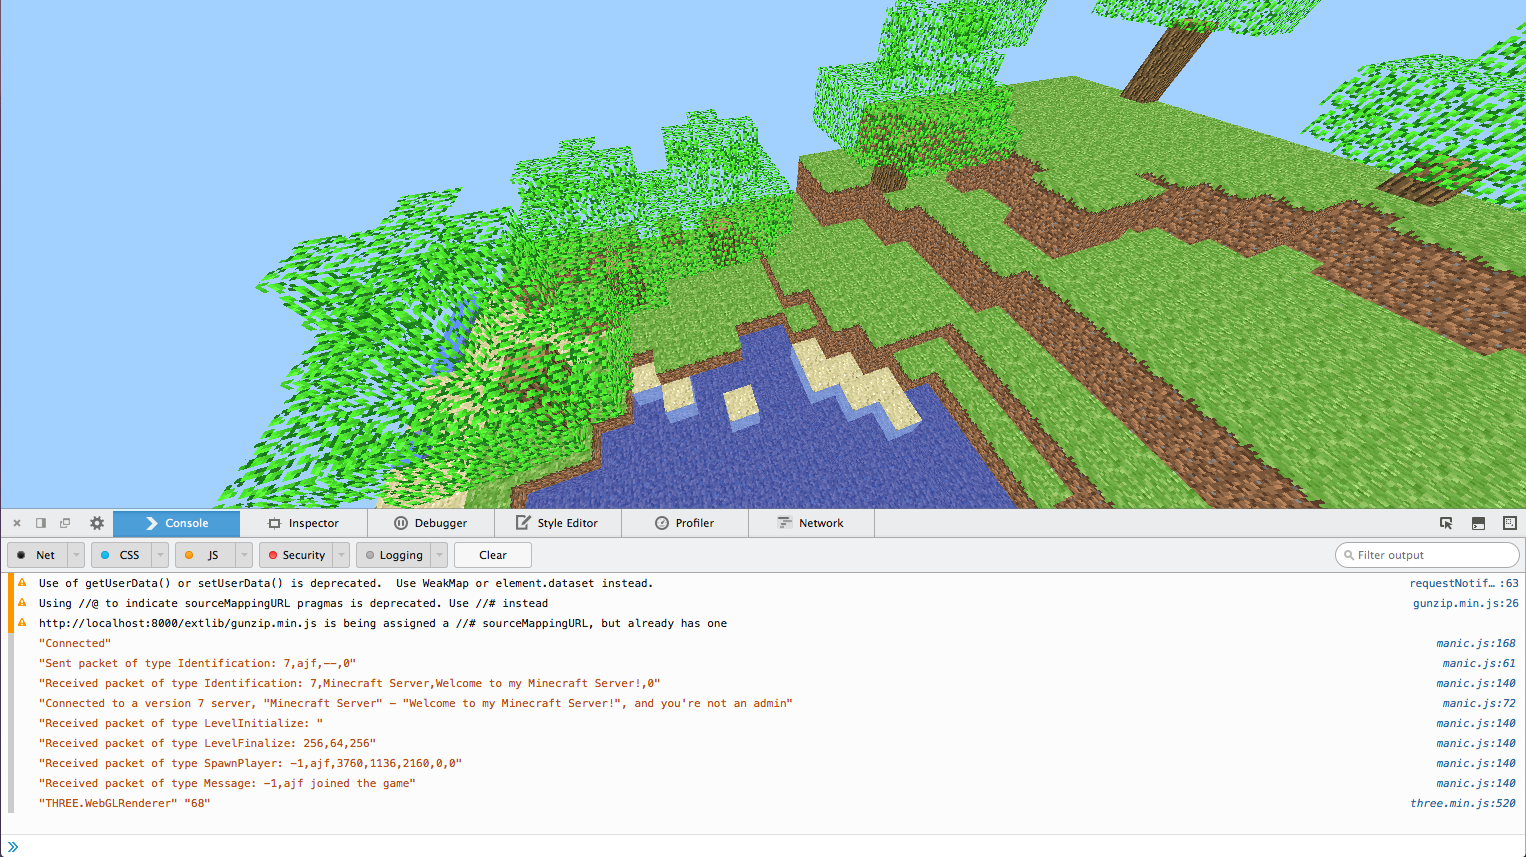 Console
Inspector
Debugger
Style Editor
Profiler
Network
Net
CSS
JS
Security
Logging
Clear
Filter output
Use of getUserData() or setUserData() is deprecated.  Use WeakMap or element.dataset instead. requestNotif… :63
Using //@ to indicate sourceMappingURL pragmas is deprecated. Use //# instead gunzip.min.js:26
http://localhost:8000/extlib/gunzip.min.js is being assigned a //# sourceMappingURL, but already has one
"Connected" manic.js:168
"Sent packet of type Identification: 7,ajf,--,0" manic.js:61
"Received packet of type Identification: 7,Minecraft Server,Welcome to my Minecraft Server!,0" manic.js:140
"Connected to a version 7 server, "Minecraft Server" - "Welcome to my Minecraft Server!", and you're not an admin" manic.js:72
"Received packet of type LevelInitialize: " manic.js:140
"Received packet of type LevelFinalize: 256,64,256" manic.js:140
"Received packet of type SpawnPlayer: -1,ajf,3760,1136,2160,0,0" manic.js:140
"Received packet of type Message: -1,ajf joined the game" manic.js:140
"THREE.WebGLRenderer" "68" three.min.js:520